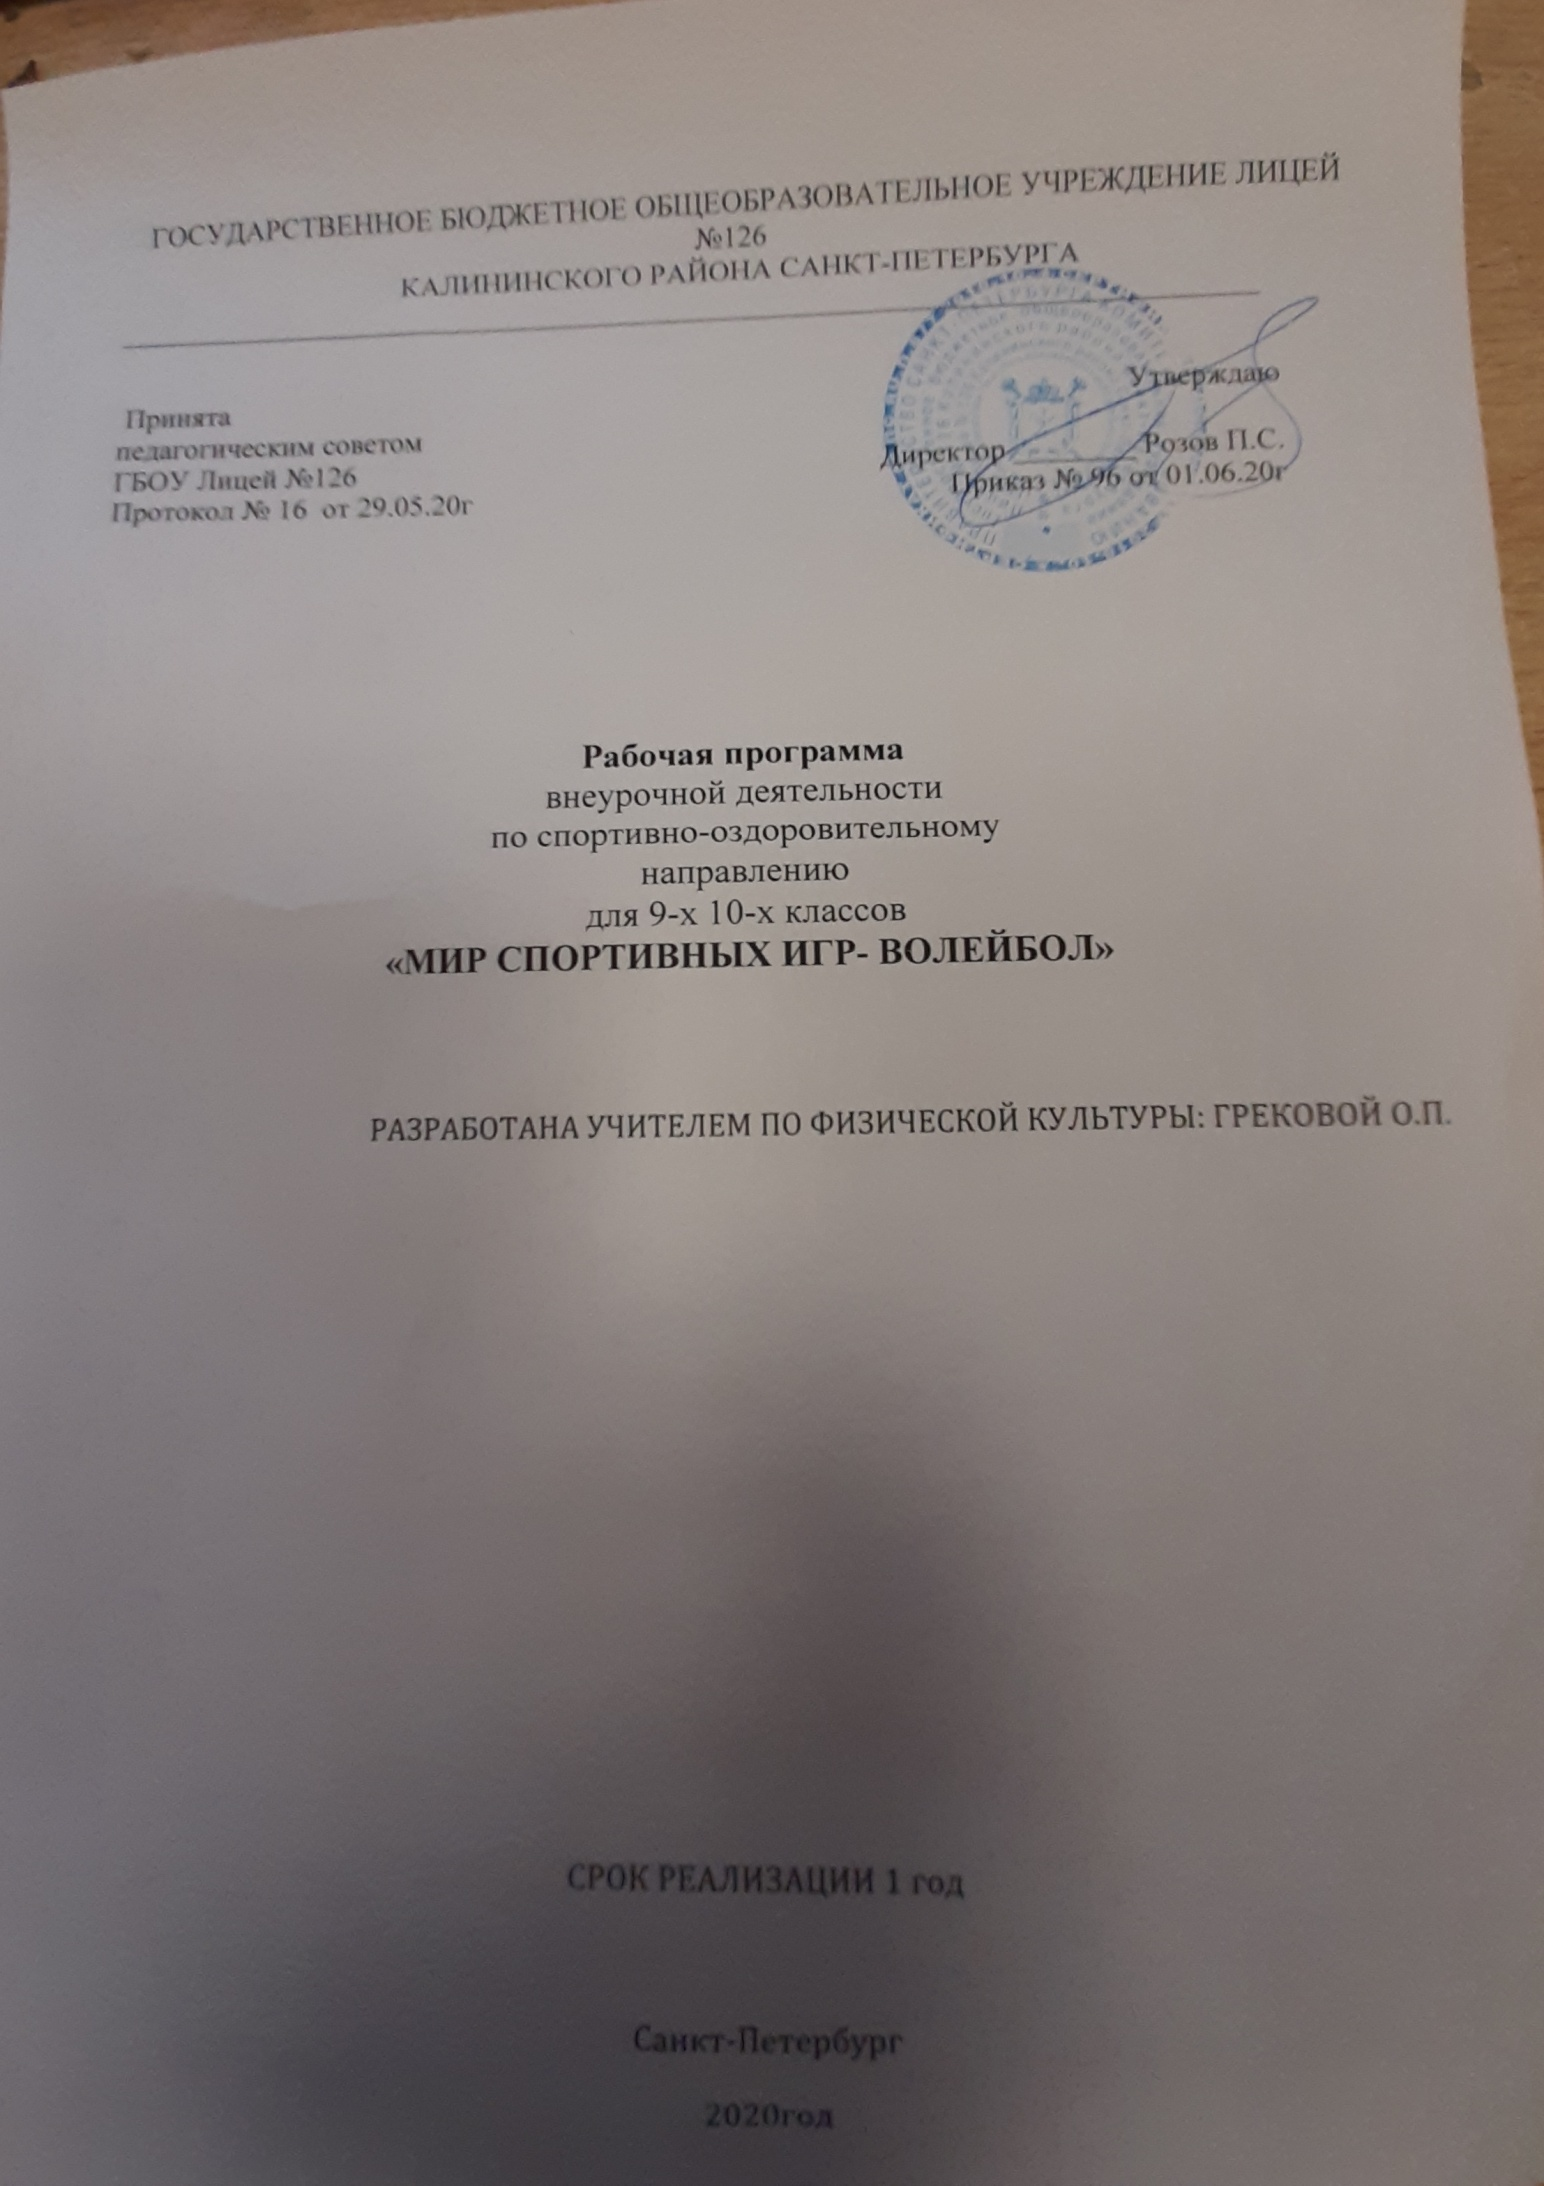 ГОСУДАРСТВЕННОЕ БЮДЖЕТНОЕ ОБЩЕОБРАЗОВАТЕЛЬНОЕ УЧРЕЖДЕНИЕ ЛИЦЕЙ
№126
КАЛИНИНСКОГО РАЙОНА САНКТ-ПЕТЕРБУРГА
Принята
педагогическим советом
ГБОУ Лицей №126
Протокол № 16 от 29.05.20г
Утверждаю
Директор __________ Розов П.С.
Приказ № 96 от 01.06.20г
Рабочая программа
внеурочной деятельности
по спортивно-оздоровительному
направлению
для 9-х 10-х классов
«МИР СПОРТИВНЫХ ИГР- ВОЛЕЙБОЛ»
РАЗРАБОТАНА УЧИТЕЛЕМ ПО ФИЗИЧЕСКОЙ КУЛЬТУРЫ: ГРЕКОВОЙ О.П.
СРОК РЕАЛИЗАЦИИ 1 год
Санкт-Петербург
2020год